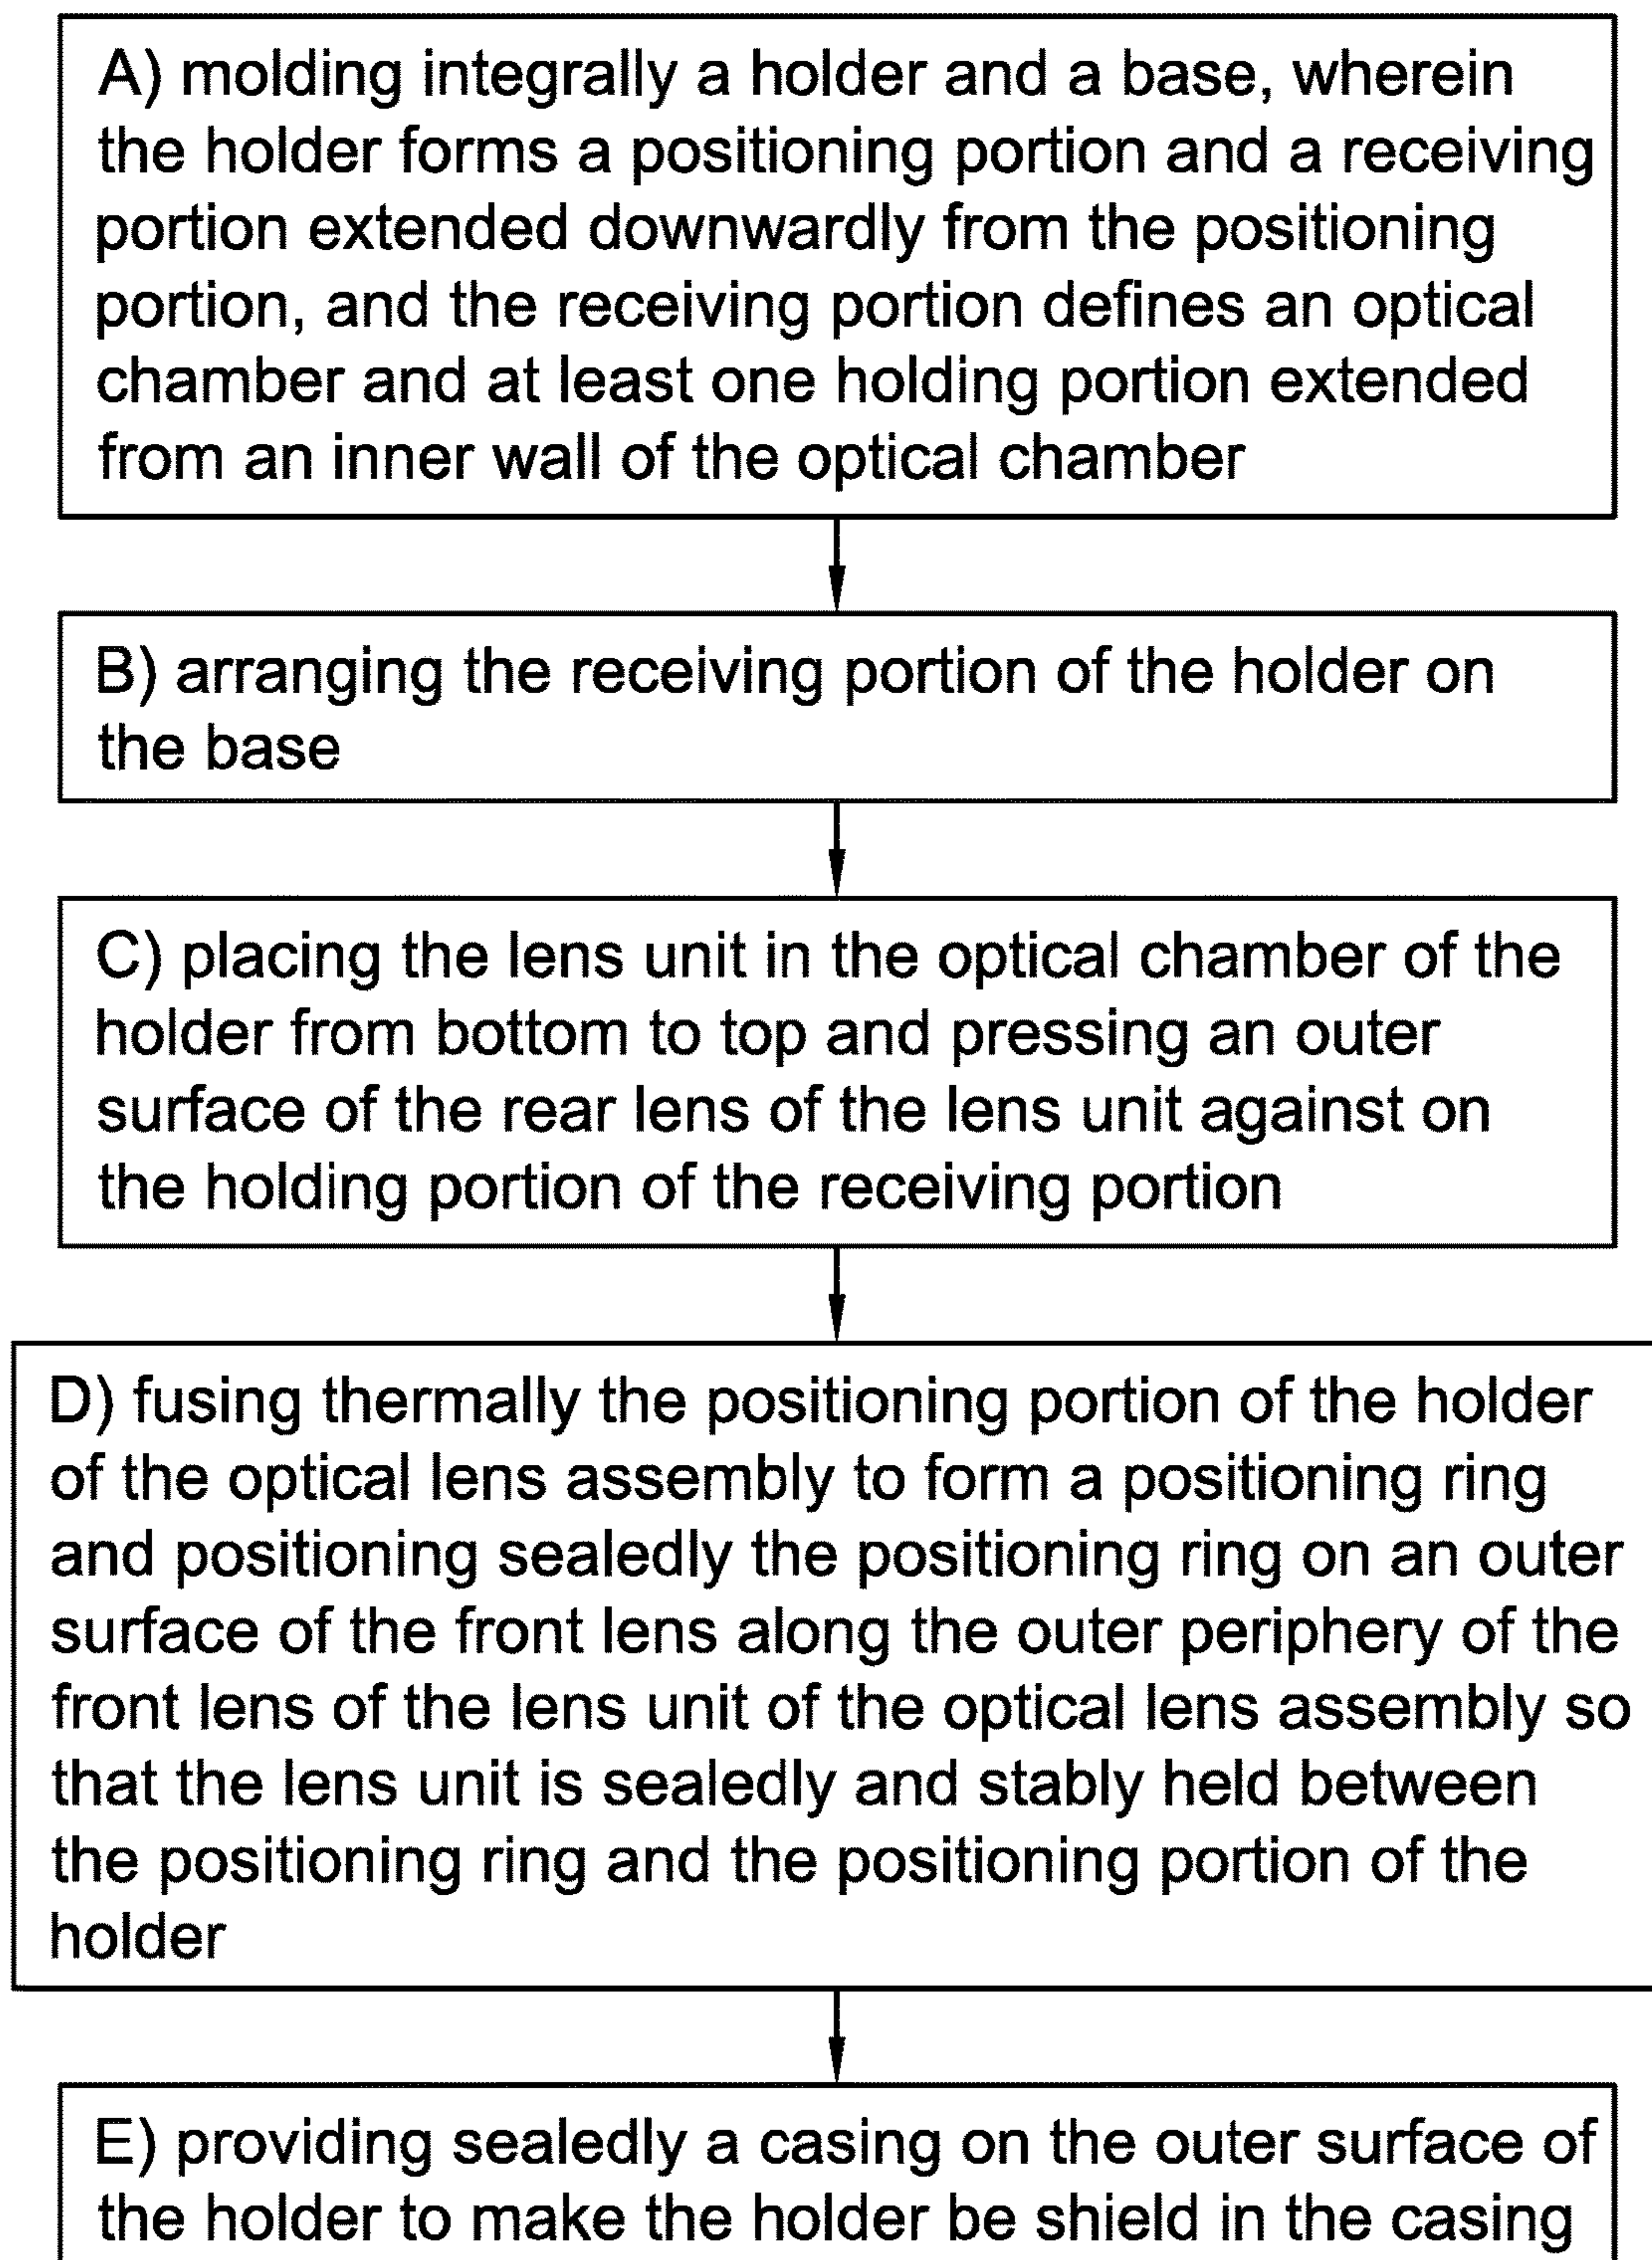 A) molding integrally a holder and a base, wherein
the holder forms a positioning portion and a receiving
portion extended downwardly from the positioning
portion, and the receiving portion defines an optical
chamber and at least one holding portion extended
from an inner wall of the optical chamber
B) arranging the receiving portion of the holder on
the base
C) placing the lens unit in the optical chamber of the
holder from bottom to top and pressing an outer
surface of the rear lens of the lens unit against on
the holding portion of the receiving portion
D) fusing thermally the positioning portion of the holder
of the optical lens assembly to form a positioning ring
and positioning sealedly the positioning ring on an outer
surface of the front lens along the outer periphery of the
front lens of the lens unit of the optical lens assembly so
that the lens unit is sealedly and stably held between
the positioning ring and the positioning portion of the
holder
E) providing sealedly a casing on the outer surface of
the holder to make the holder be shield in the casing